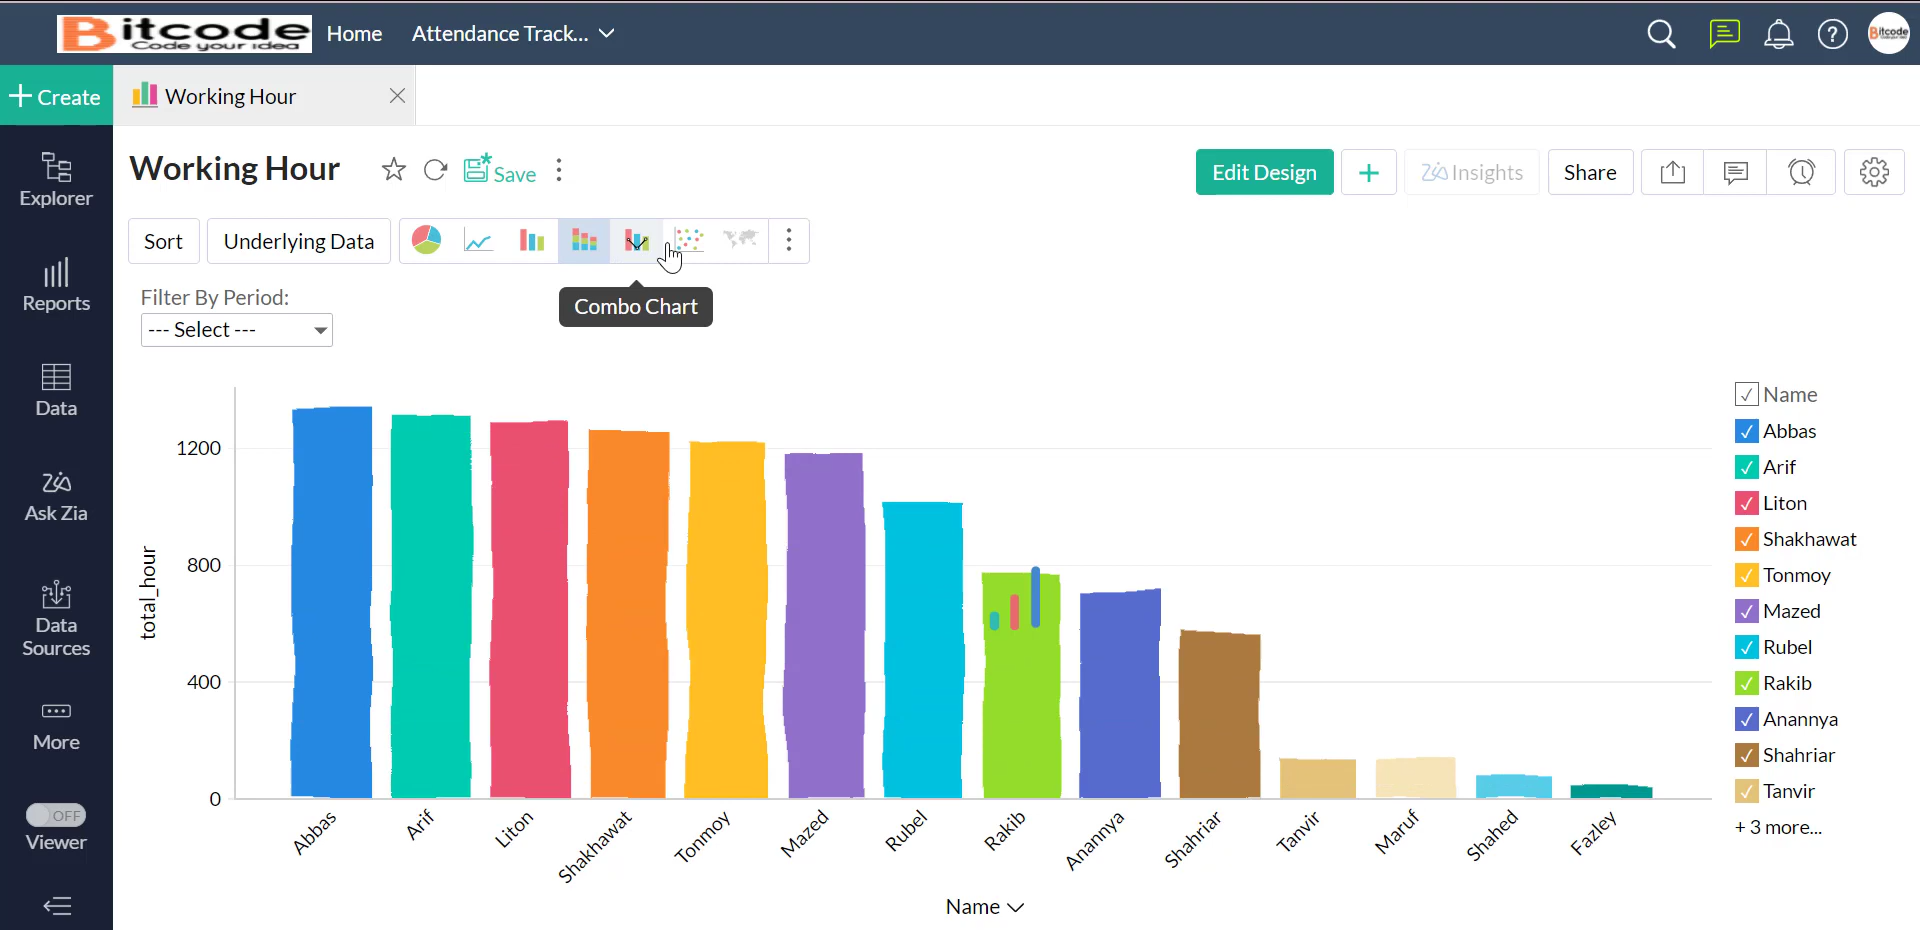 Bitcode
Code your idea
Home
Attendance Track...
Bitcode
Create
Working Hour
Explorer
Reports
Data
Ask Zia
Data
Sources
More
OFF
Viewer
Working Hour
Save
Edit Design
Insights
Share
Sort
Underlying Data
Combo Chart
Filter By Period:
--- Select ---
total_hour
1200
800
400
0
Abbas
Arif
Liton
Shakhawat
Tonmoy
Mazed
Rubel
Rakib
Anannya
Shahriar
Tanvir
Maruf
Shahed
Fazley
Name
Name
Abbas
Arif
Liton
Shakhawat
Tonmoy
Mazed
Rubel
Rakib
Anannya
Shahriar
Tanvir
+ 3 more...